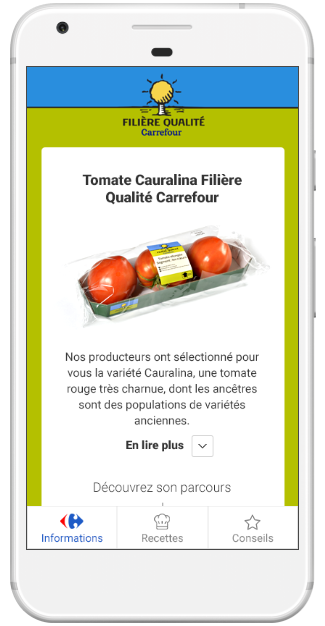 FILIÈRE QUALITÉ
Carrefour
Tomate Cauralina Filière
Qualité Carrefour
Nos producteurs ont sélectionné pour
vous la variété Cauralina, une tomate
rouge très charnue, dont les ancêtres
sont des populations de variétés
anciennes.
En lire plus
Découvrez son parcours
Informations
Recettes
Conseils